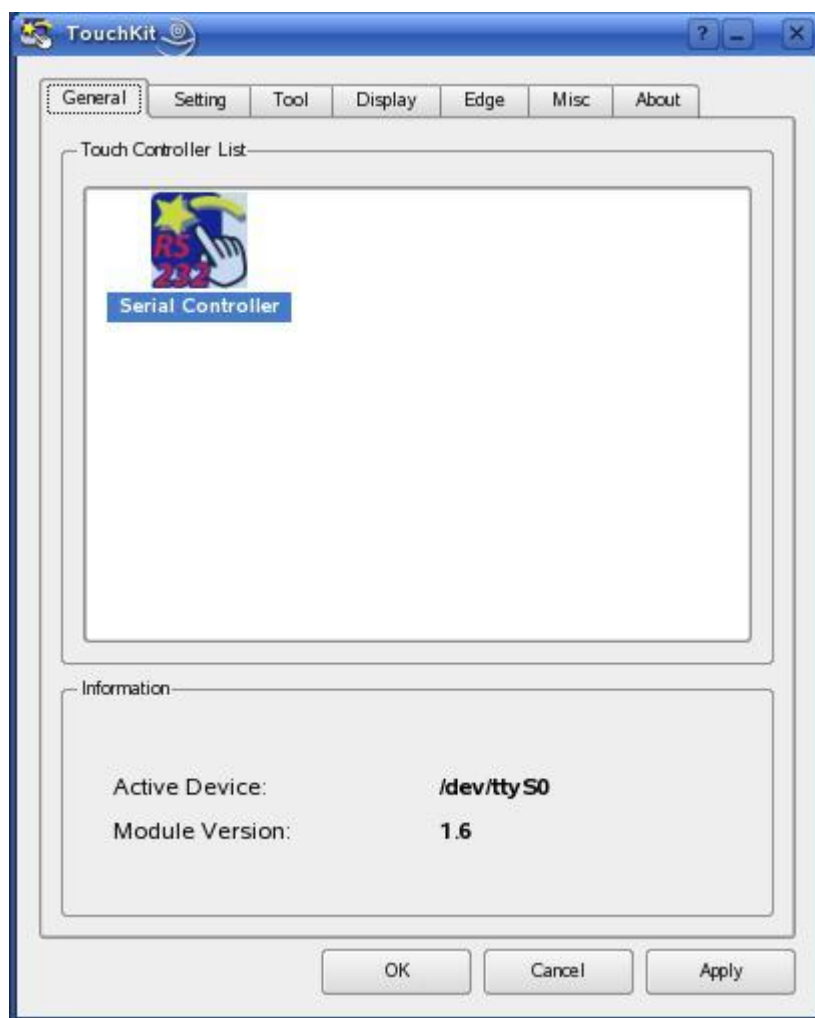 TouchKit
General Setting Tool Display Edge Misc About
Touch Controller List
RS
232
Serial Controller
Information
Active Device: /dev/ttyS0
Module Version: 1.6
OK Cancel Apply